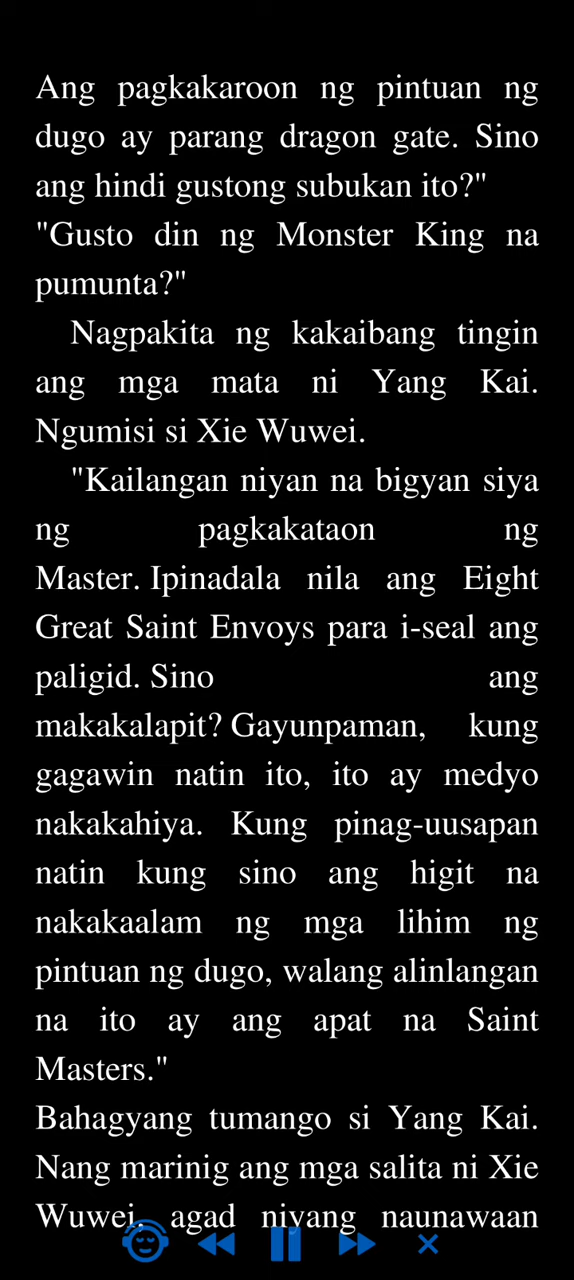 Ang pagkakaroon ng pintuan ng
dugo ay parang dragon gate. Sino
ang hindi gustong subukan ito?"
"Gusto din ng Monster King na
pumunta?"
Nagpakita ng kakaibang tingin
ang mga mata ni Yang Kai.
Ngumisi si Xie Wuwei.
"Kailangan niyan na bigyan siya
ng pagkakataon ng
Master. Ipinadala nila ang Eight
Great Saint Envoys para i-seal ang
paligid. Sino ang
makakalapit? Gayunpaman, kung
gagawin natin ito, ito ay medyo
nakakahiya. Kung pinag-uusapan
natin kung sino ang higit na
nakakaalam ng mga lihim ng
pintuan ng dugo, walang alinlangan
na ito ay ang apat na Saint
Masters."
Bahagyang tumango si Yang Kai.
Nang marinig ang mga salita ni Xie
Wuwei, agad niyang naunawaan